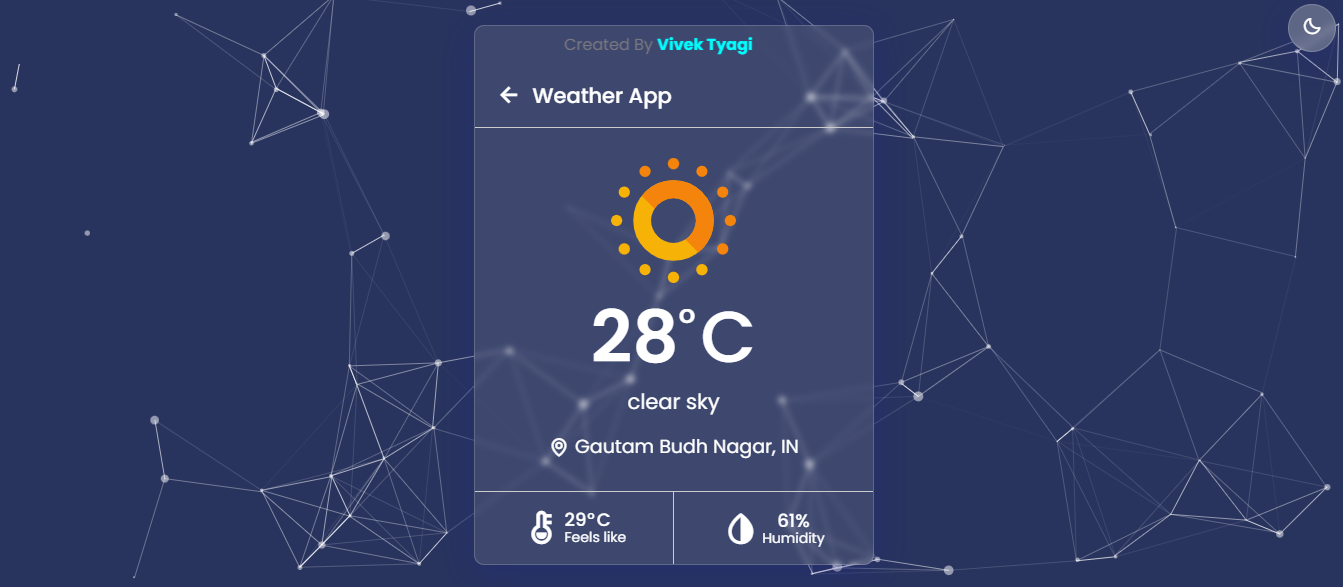 Created By Vivek Tyagi
Weather App
28°C
clear sky
Gautam Budh Nagar, IN
29°C
Feels like
61%
Humidity